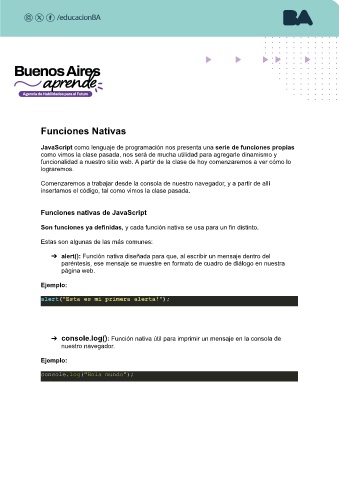 /educacionBA
BA
Buenos Aires
aprende
Agencia de Habilidades para el Futuro
Funciones Nativas
JavaScript como lenguaje de programación nos presenta una serie de funciones propias
como vimos la clase pasada, nos será de mucha utilidad para agregarle dinamismo y
funcionalidad a nuestro sitio web. A partir de la clase de hoy comenzaremos a ver cómo lo
lograremos.
Comenzaremos a trabajar desde la consola de nuestro navegador, y a partir de allí
insertamos el código, tal como vimos la clase pasada.
Funciones nativas de JavaScript
Son funciones ya definidas, y cada función nativa se usa para un fin distinto.
Estas son algunas de las más comunes:
➔ alert(): Función nativa diseñada para que, al escribir un mensaje dentro del
paréntesis, ese mensaje se muestre en formato de cuadro de diálogo en nuestra
página web.
Ejemplo:
alert("Esta es mi primera alerta!");
➔ console.log(): Función nativa útil para imprimir un mensaje en la consola de
nuestro navegador.
Ejemplo:
console.log("Hola mundo");